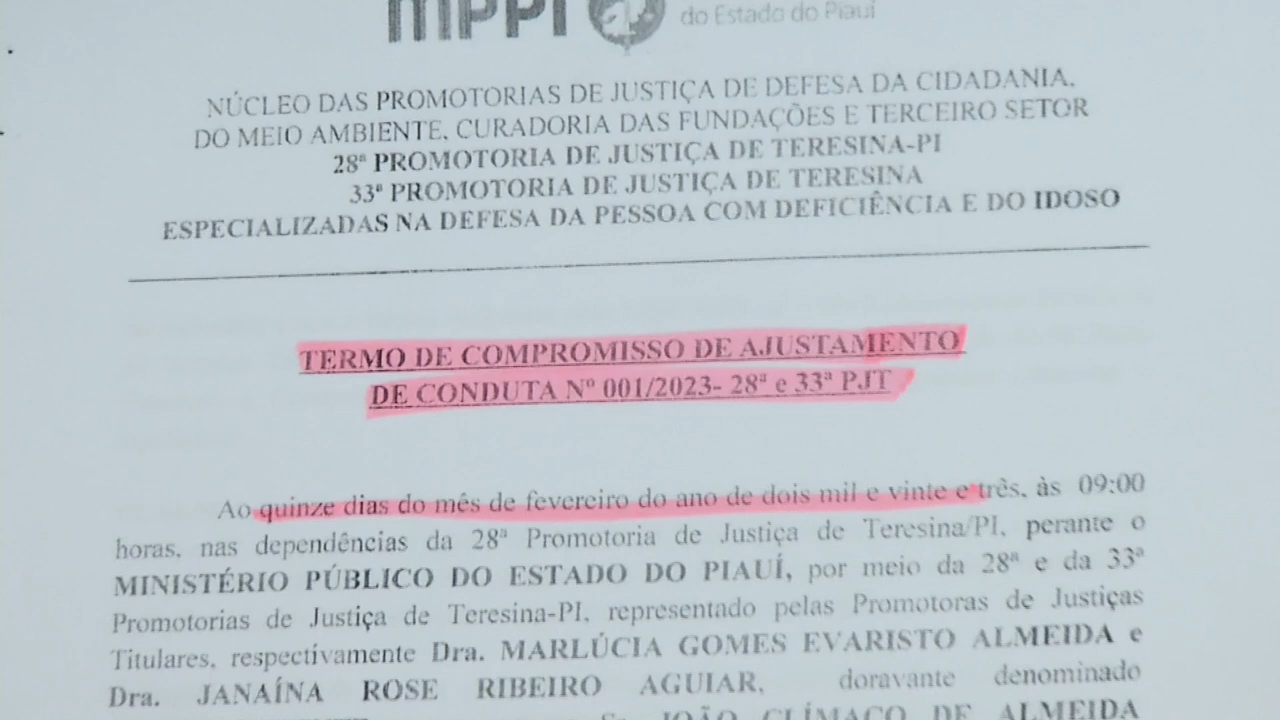 MPPI do Estado do Piauí
NÚCLEO DAS PROMOTORIAS DE JUSTIÇA DE DEFESA DA CIDADANIA,
DO MEIO AMBIENTE, CURADORIA DAS FUNDAÇÕES E TERCEIRO SETOR
28ª PROMOTORIA DE JUSTIÇA DE TERESINA-PI
33ª PROMOTORIA DE JUSTIÇA DE TERESINA
ESPECIALIZADAS NA DEFESA DA PESSOA COM DEFICIÊNCIA E DO IDOSO
TERMO DE COMPROMISSO DE AJUSTAMENTO
DE CONDUTA Nº 001/2023- 28ª e 33ª PJT
Ao quinze dias do mês de fevereiro do ano de dois mil e vinte e três, às 09:00
horas, nas dependências da 28ª Promotoria de Justiça de Teresina/PI, perante o
MINISTÉRIO PÚBLICO DO ESTADO DO PIAUÍ, por meio da 28ª e da 33ª
Promotorias de Justiça de Teresina-PI, representado pelas Promotoras de Justiças
Titulares, respectivamente Dra. MARLÚCIA GOMES EVARISTO ALMEIDA e
Dra. JANAÍNA ROSE RIBEIRO AGUIAR, doravante denominado
Sr. JOÃO CLÍMACO DE ALMEIDA